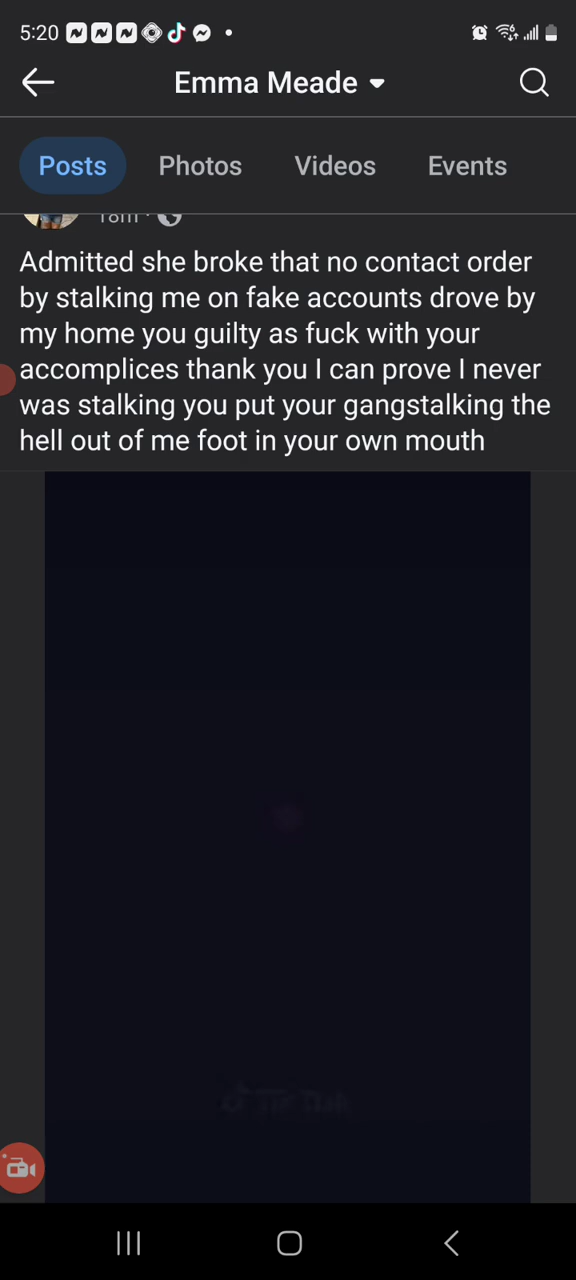 5:20
Emma Meade
Posts
Photos
Videos
Events
18m ·
Admitted she broke that no contact order
by stalking me on fake accounts drove by
my home you guilty as fuck with your
accomplices thank you I can prove I never
was stalking you put your gangstalking the
hell out of me foot in your own mouth